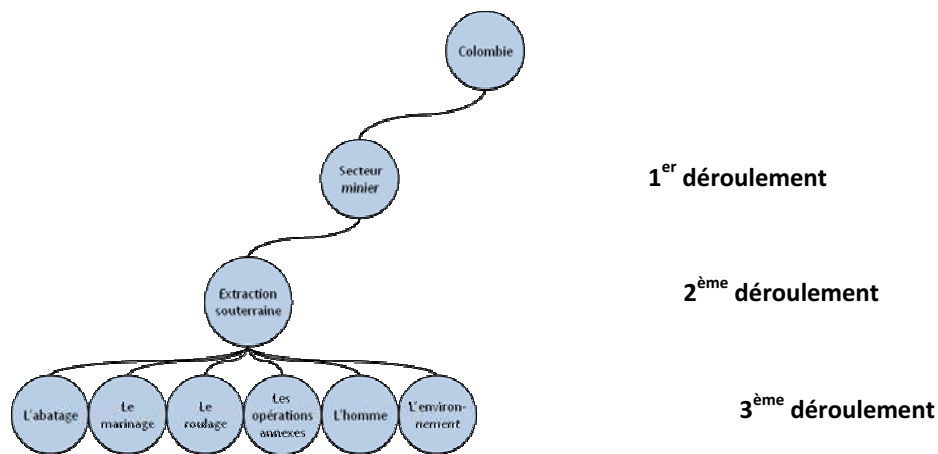 Colombie
Secteur
minier
1er déroulement
Extraction
souterraine
2ème déroulement
L'abatage
Le
marinage
Le
roulage
Les
opérations
annexes
L'homme
L'environ-
nement
3ème déroulement